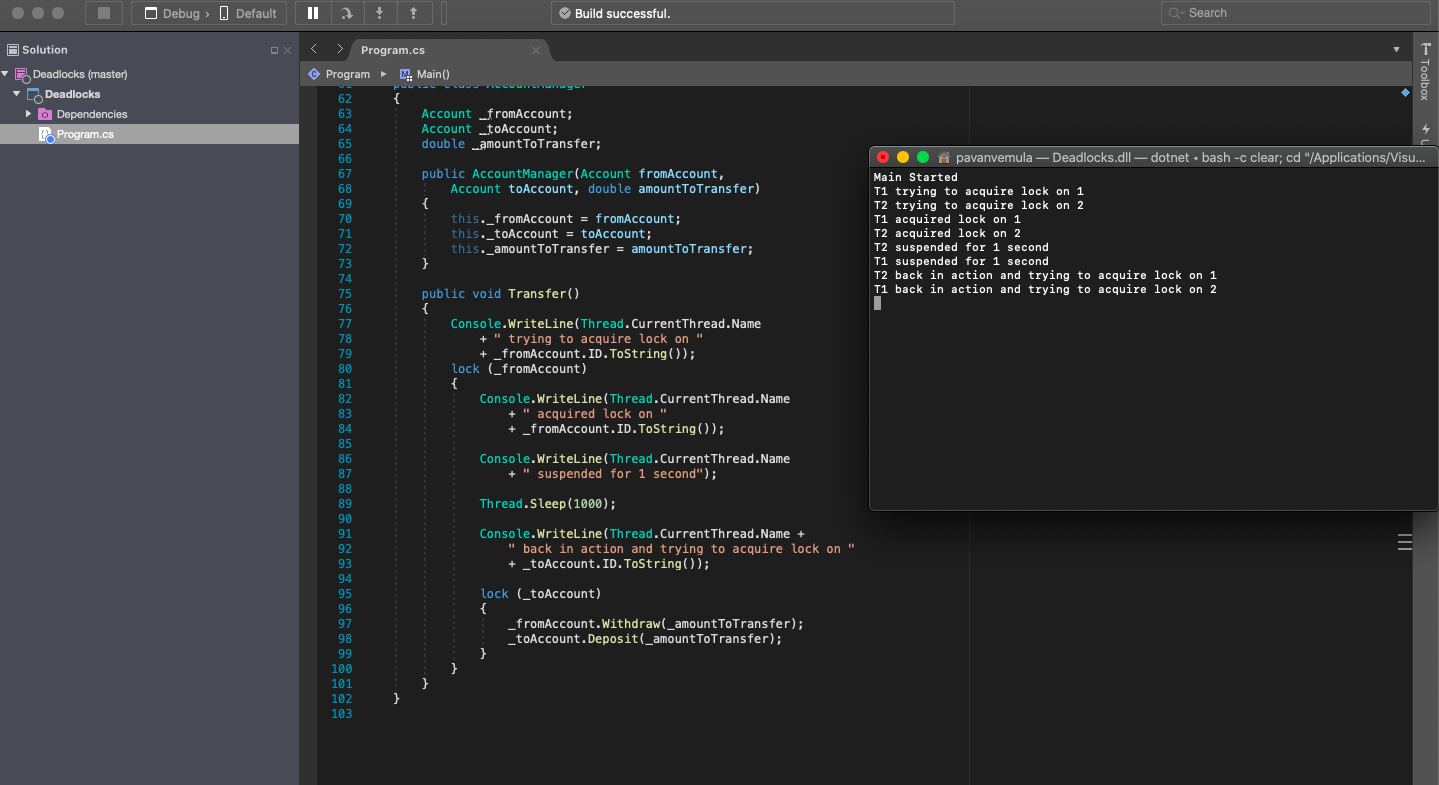 Debug › Default
Build successful.
Search
Solution
Program.cs
Deadlocks (master)
Program ▸ Main()
Deadlocks
Dependencies
Program.cs
Toolbox
61 public class AccountManager
62 {
63 Account _fromAccount;
64 Account _toAccount;
65 double _amountToTransfer;
66
67 public AccountManager(Account fromAccount,
68 Account toAccount, double amountToTransfer)
69 {
70 this._fromAccount = fromAccount;
71 this._toAccount = toAccount;
72 this._amountToTransfer = amountToTransfer;
73 }
74
75 public void Transfer()
76 {
77 Console.WriteLine(Thread.CurrentThread.Name
78 + " trying to acquire lock on "
79 + _fromAccount.ID.ToString());
80 lock (_fromAccount)
81 {
82 Console.WriteLine(Thread.CurrentThread.Name
83 + " acquired lock on "
84 + _fromAccount.ID.ToString());
85
86 Console.WriteLine(Thread.CurrentThread.Name
87 + " suspended for 1 second");
88
89 Thread.Sleep(1000);
90
91 Console.WriteLine(Thread.CurrentThread.Name +
92 " back in action and trying to acquire lock on "
93 + _toAccount.ID.ToString());
94
95 lock (_toAccount)
96 {
97 _fromAccount.Withdraw(_amountToTransfer);
98 _toAccount.Deposit(_amountToTransfer);
99 }
100 }
101 }
102 }
103
pavanvemula — Deadlocks.dll — dotnet ◂ bash -c clear; cd "/Applications/Visu...
Main Started
T1 trying to acquire lock on 1
T2 trying to acquire lock on 2
T1 acquired lock on 1
T2 acquired lock on 2
T2 suspended for 1 second
T1 suspended for 1 second
T2 back in action and trying to acquire lock on 1
T1 back in action and trying to acquire lock on 2